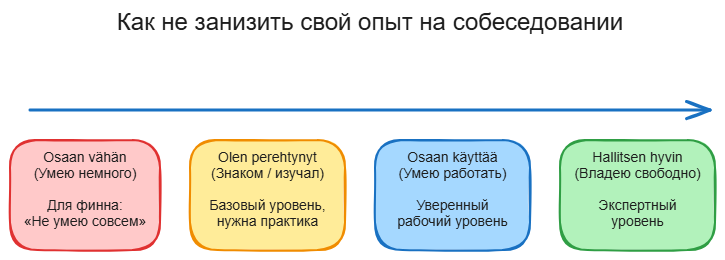 Как не занизить свой опыт на собеседовании
Osaan vähän
(Умею немного)
Для финна:
«Не умею совсем»
Olen perehtynyt
(Знаком / изучал)
Базовый уровень,
нужна практика
Osaan käyttää
(Умею работать)
Уверенный
рабочий уровень
Hallitsen hyvin
(Владею свободно)
Экспертный
уровень